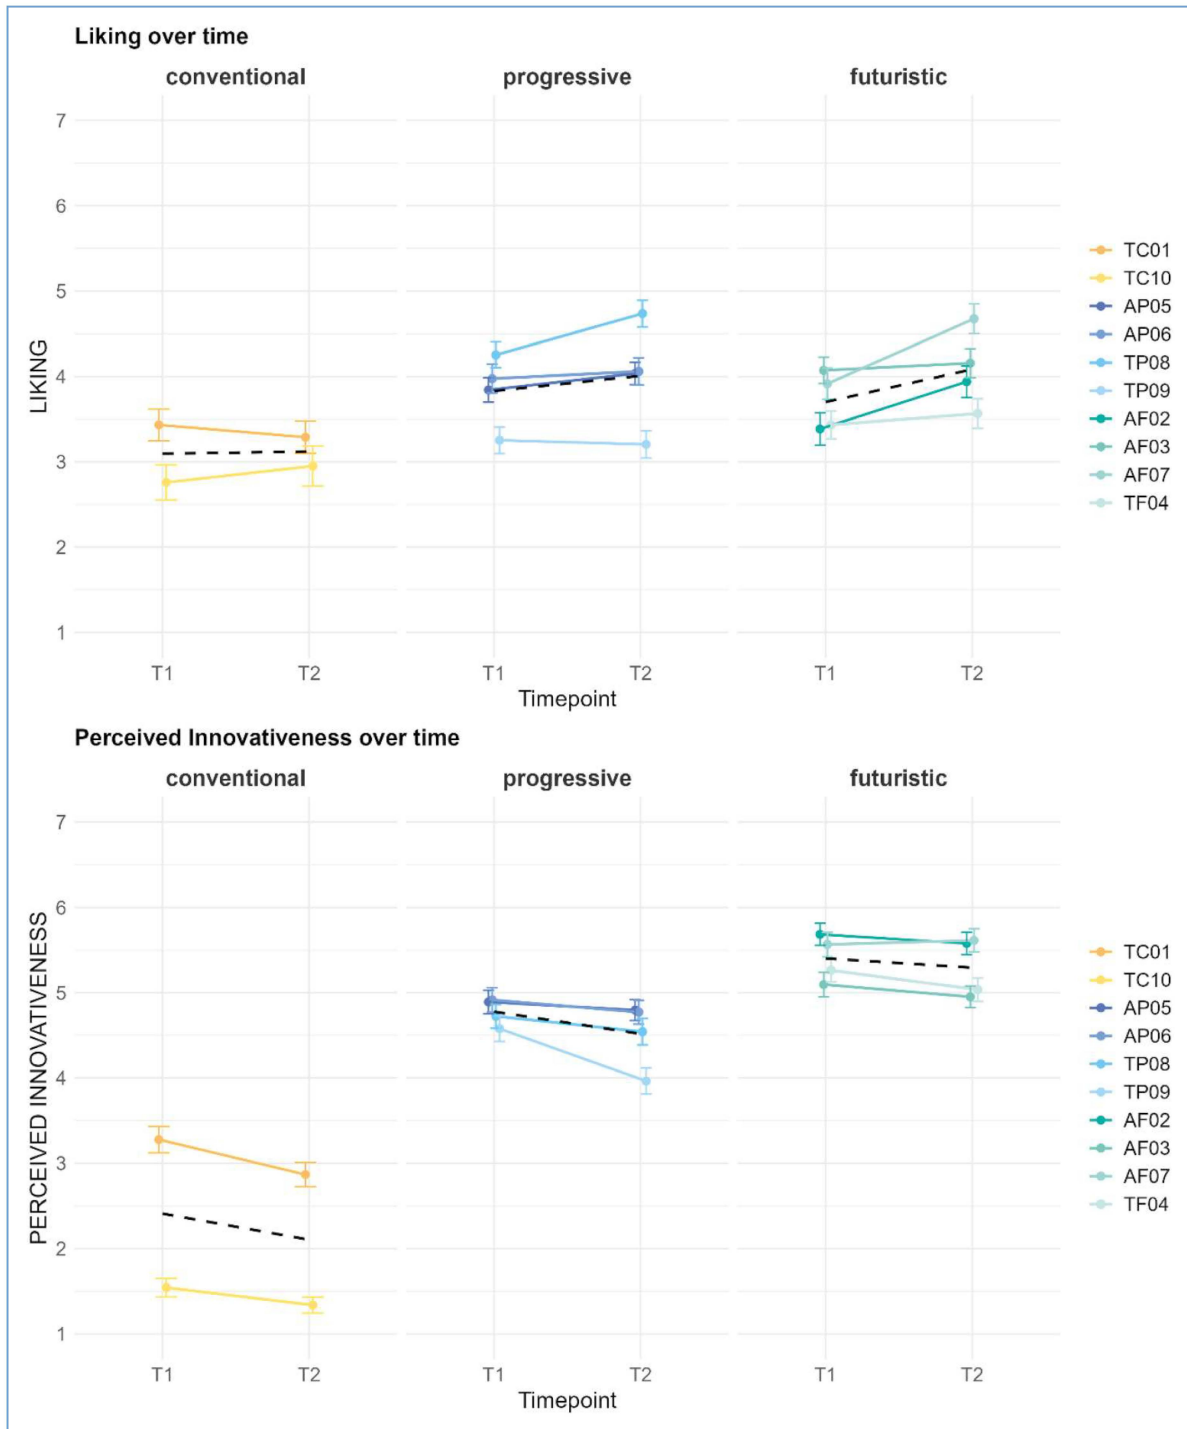 Liking over time
conventional progressive futuristic
7
6
5
4
3
2
1
LIKING
T1 T2 T1 T2 T1 T2
Timepoint
TC01
TC10
AP05
AP06
TP08
TP09
AF02
AF03
AF07
TF04
Perceived Innovativeness over time
conventional progressive futuristic
7
6
5
4
3
2
1
PERCEIVED INNOVATIVENESS
T1 T2 T1 T2 T1 T2
Timepoint
TC01
TC10
AP05
AP06
TP08
TP09
AF02
AF03
AF07
TF04